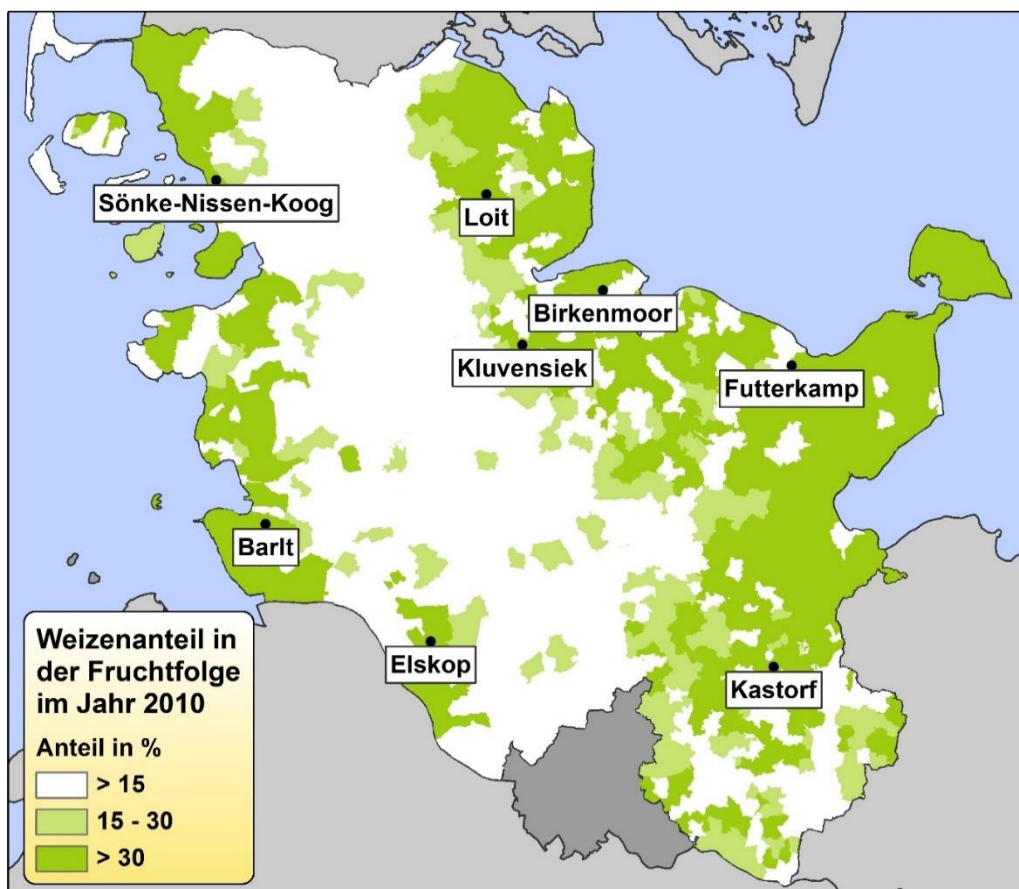 Sönke-Nissen-Koog
Loit
Birkenmoor
Kluvensiek
Futterkamp
Barlt
Elskop
Kastorf
Weizenanteil in
der Fruchtfolge
im Jahr 2010
Anteil in %
> 15
15 - 30
> 30